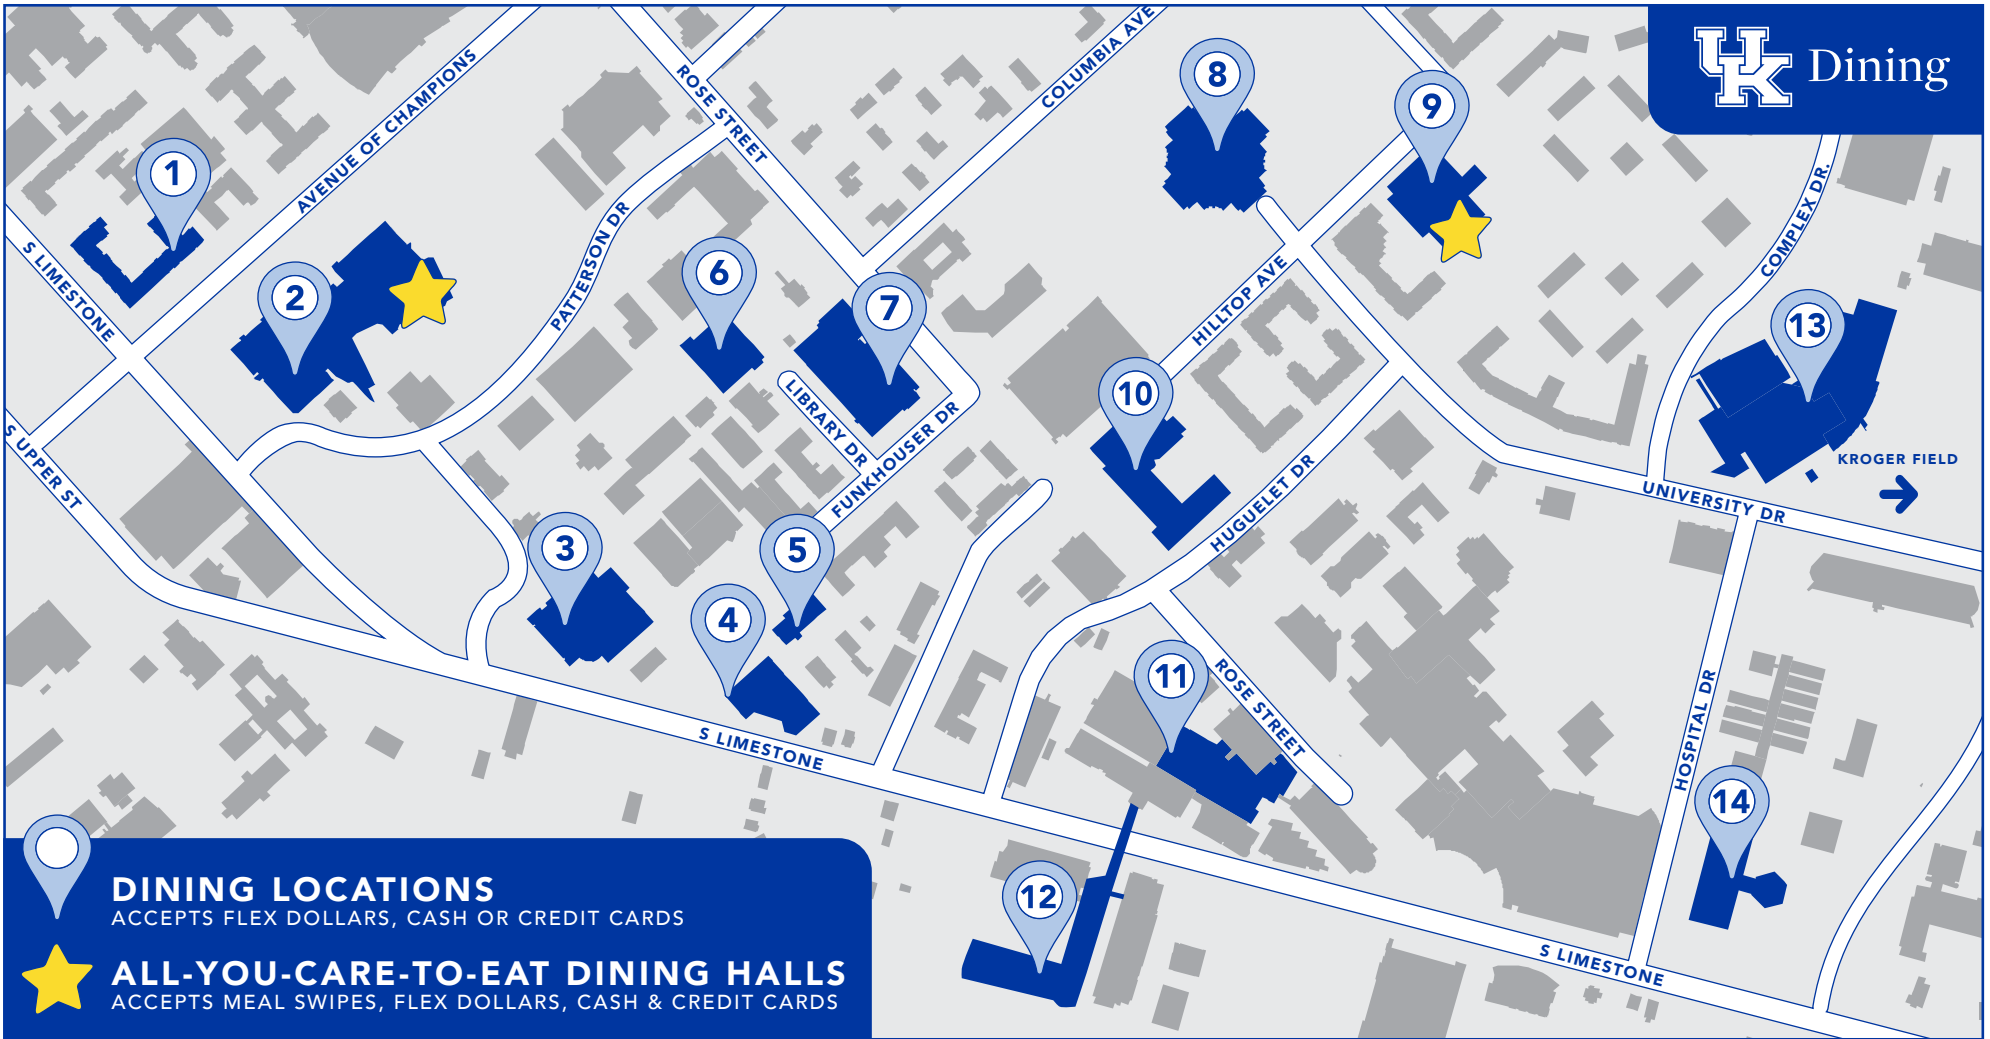 UK Dining
COLUMBIA AVE
ROSE STREET
AVENUE OF CHAMPIONS
8
9
1
COMPLEX DR.
PATTERSON DR
S LIMESTONE
2
6
7
HILLTOP AVE
13
10
LIBRARY DR
FUNKHOUSER DR
S UPPER ST
KROGER FIELD
HUGUELET DR
UNIVERSITY DR
3
5
4
11
ROSE STREET
HOSPITAL DR
S LIMESTONE
14
12
S LIMESTONE
DINING LOCATIONS
ACCEPTS FLEX DOLLARS, CASH OR CREDIT CARDS
ALL-YOU-CARE-TO-EAT DINING HALLS
ACCEPTS MEAL SWIPES, FLEX DOLLARS, CASH & CREDIT CARDS